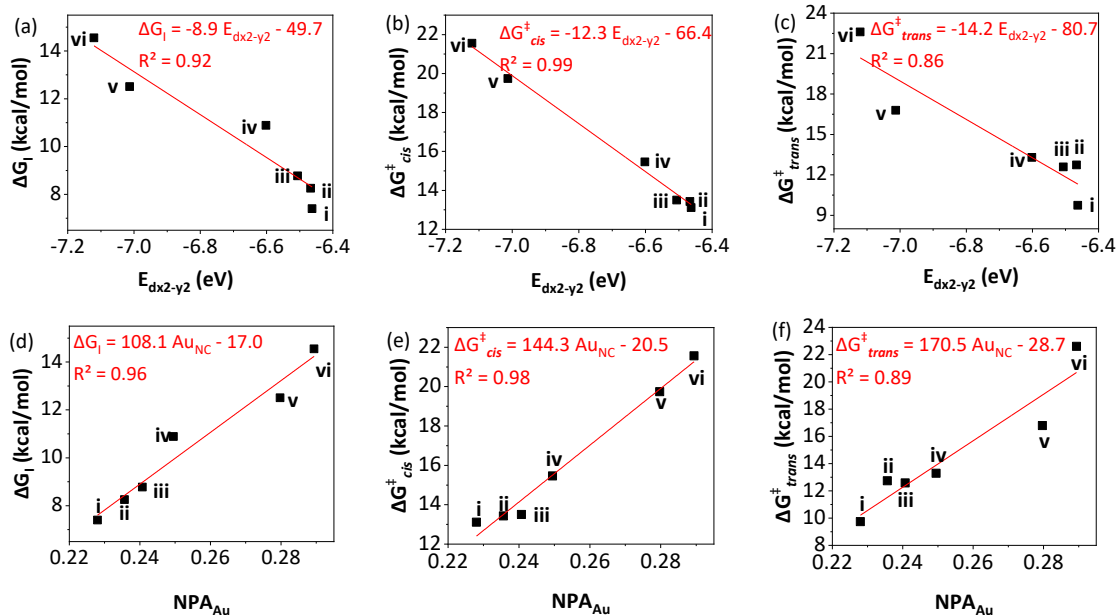 (a)
ΔG_I = -8.9 E_dx2-y2 - 49.7
R² = 0.92
vi
v
iv
iii
ii
i
14
12
10
8
-7.2
-7.0
-6.8
-6.6
-6.4
ΔG_I (kcal/mol)
E_dx2-y2 (eV)
(b)
ΔG‡_cis = -12.3 E_dx2-y2 - 66.4
R² = 0.99
vi
v
iv
iii
ii
i
24
22
20
18
16
14
12
-7.2
-7.0
-6.8
-6.6
-6.4
ΔG‡_cis (kcal/mol)
E_dx2-y2 (eV)
(c)
ΔG‡_trans = -14.2 E_dx2-y2 - 80.7
R² = 0.86
vi
v
iv
iii
ii
i
24
21
18
15
12
9
-7.2
-7.0
-6.8
-6.6
-6.4
ΔG‡_trans (kcal/mol)
E_dx2-y2 (eV)
(d)
ΔG_I = 108.1 Au_NC - 17.0
R² = 0.96
vi
v
iv
iii
ii
i
14
12
10
8
0.22
0.24
0.26
0.28
ΔG_I (kcal/mol)
NPA_Au
(e)
ΔG‡_cis = 144.3 Au_NC - 20.5
R² = 0.98
vi
v
iv
iii
ii
i
22
20
18
16
14
12
0.22
0.24
0.26
0.28
ΔG‡_cis (kcal/mol)
NPA_Au
(f)
ΔG‡_trans = 170.5 Au_NC - 28.7
R² = 0.89
vi
v
iv
iii
ii
i
24
22
20
18
16
14
12
10
8
0.22
0.24
0.26
0.28
ΔG‡_trans (kcal/mol)
NPA_Au